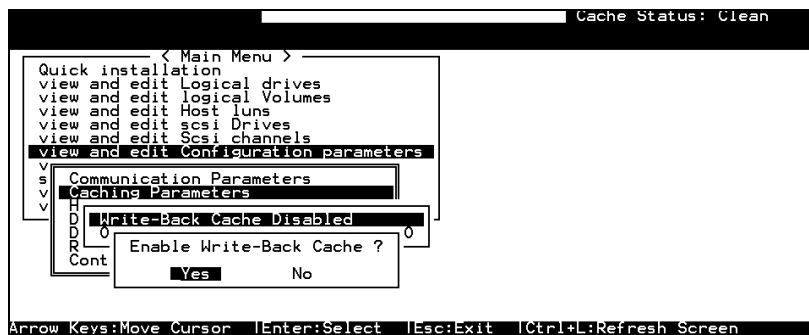 Cache Status: Clean
< Main Menu >
Quick installation
view and edit Logical drives
view and edit logical Volumes
view and edit Host luns
view and edit scsi Drives
view and edit Scsi channels
view and edit Configuration parameters
v
s Communication Parameters
v Caching Parameters
v H
D Write-Back Cache Disabled
D O O
R Enable Write-Back Cache ?
Cont
Yes No
Arrow Keys:Move Cursor |Enter:Select |Esc:Exit |Ctrl+L:Refresh Screen